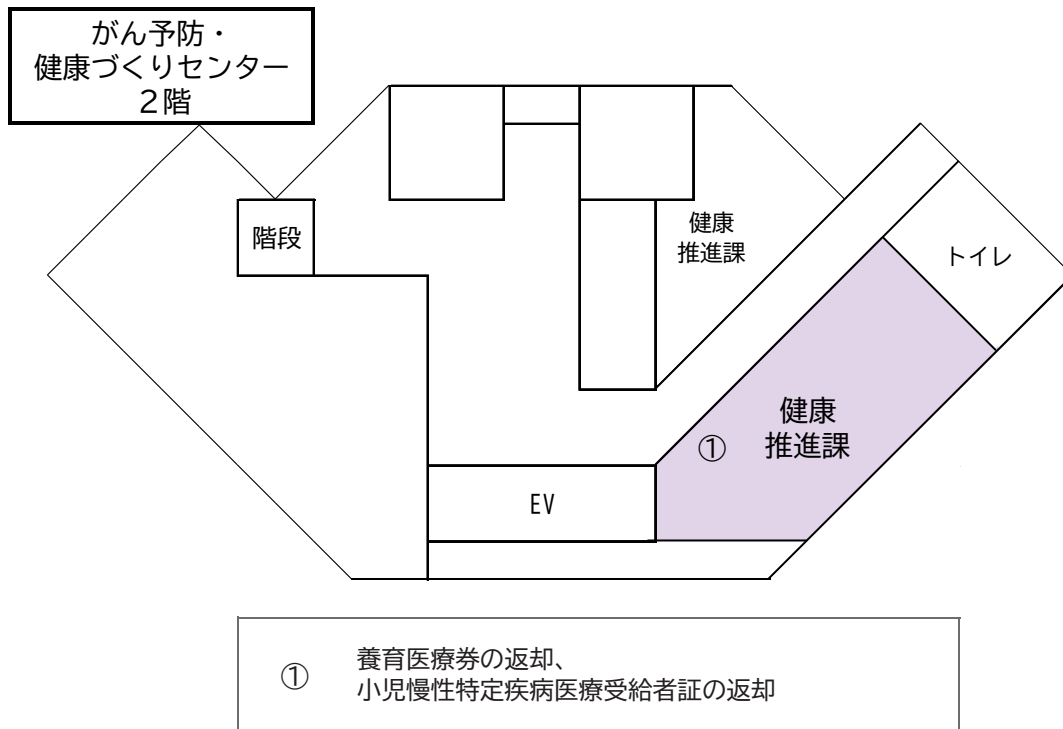 がん予防・
健康づくりセンター
２階
階段
健康
推進課
トイレ
健康
推進課
①
EV
①
養育医療券の返却、
小児慢性特定疾病医療受給者証の返却